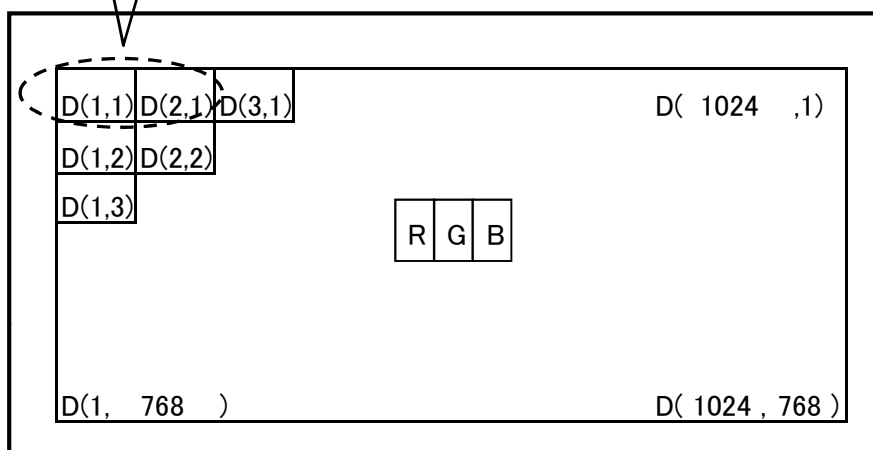 D(1,1) D(2,1) D(3,1) D( 1024 ,1)
D(1,2) D(2,2)
D(1,3)
R G B
D(1, 768 ) D( 1024 , 768 )